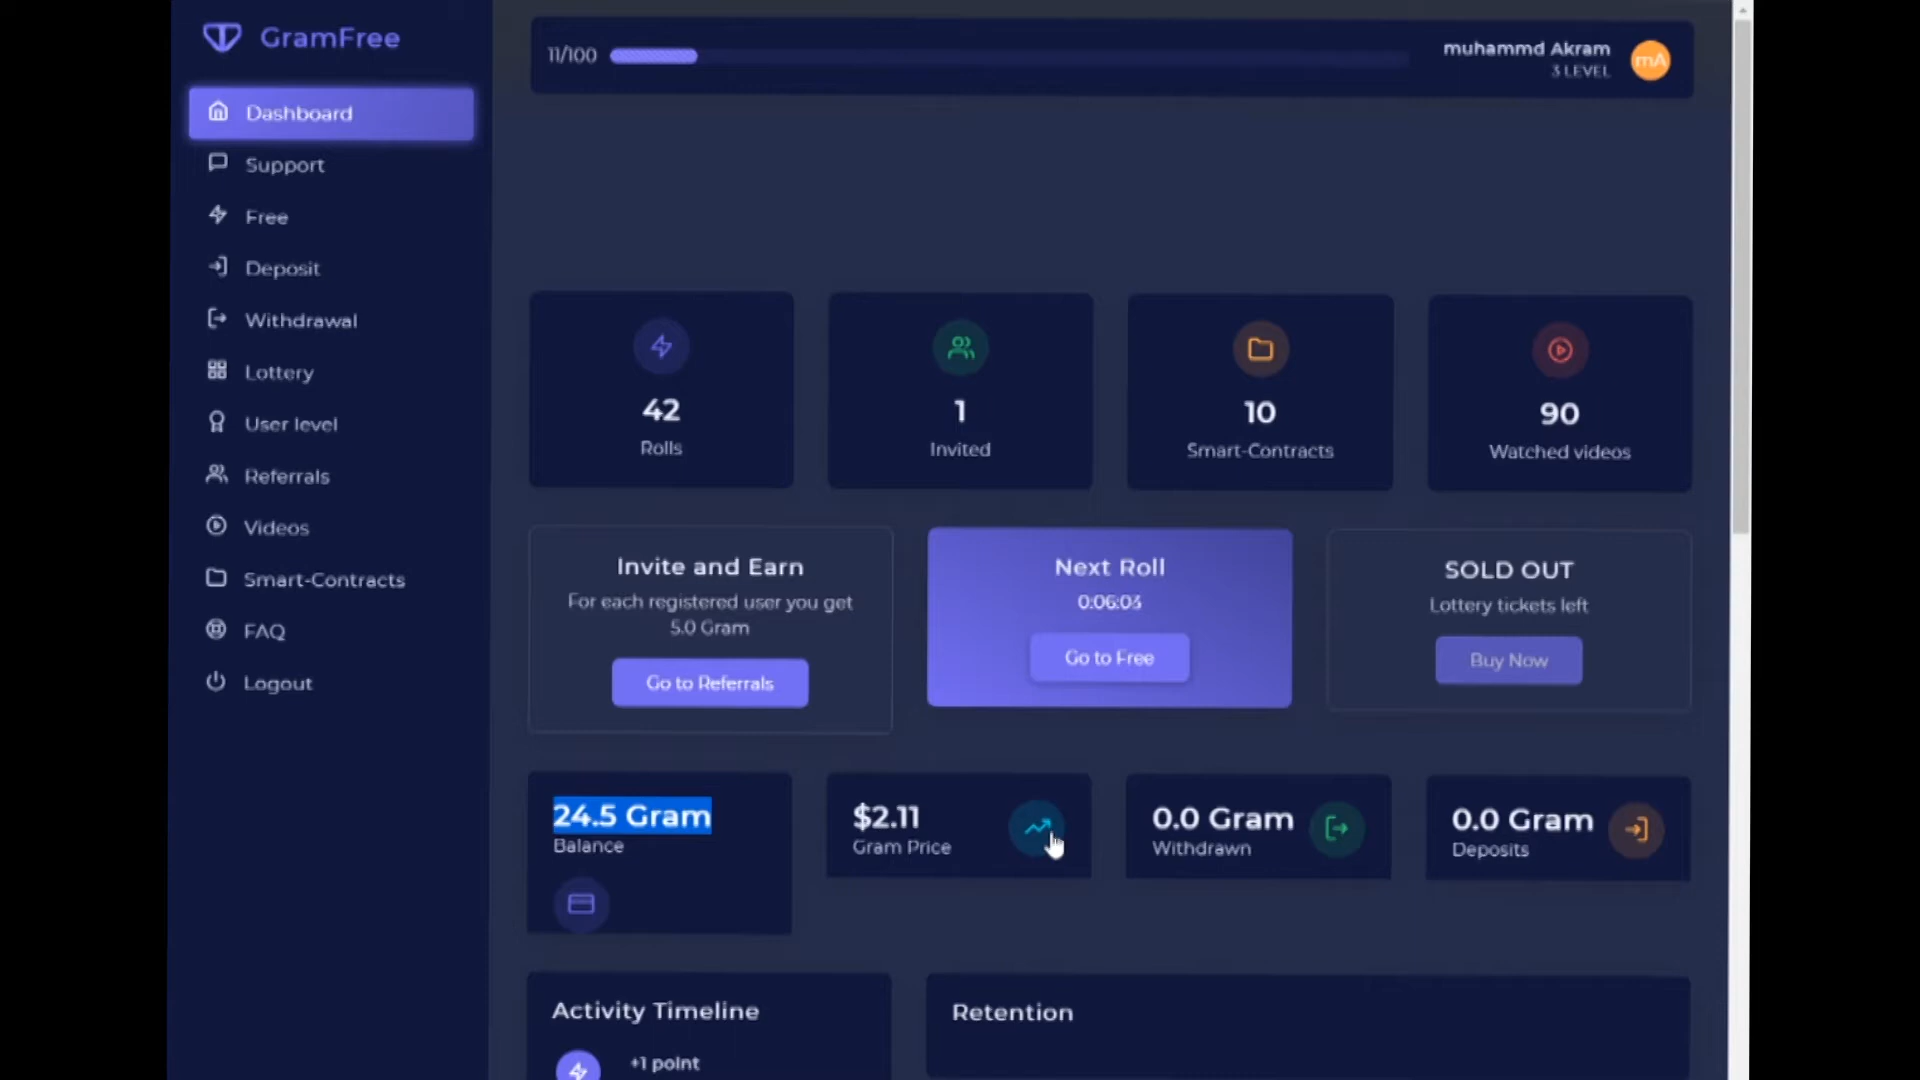 GramFree
Dashboard
Support
Free
Deposit
Withdrawal
Lottery
User level
Referrals
Videos
Smart-Contracts
FAQ
Logout
11/100
muhammd Akram
3 LEVEL
mA
42
Rolls
1
Invited
10
Smart-Contracts
90
Watched videos
Invite and Earn
For each registered user you get
5.0 Gram
Go to Referrals
Next Roll
0:06:03
Go to Free
SOLD OUT
Lottery tickets left
Buy Now
24.5 Gram
Balance
$2.11
Gram Price
0.0 Gram
Withdrawn
0.0 Gram
Deposits
Activity Timeline
+1 point
Retention